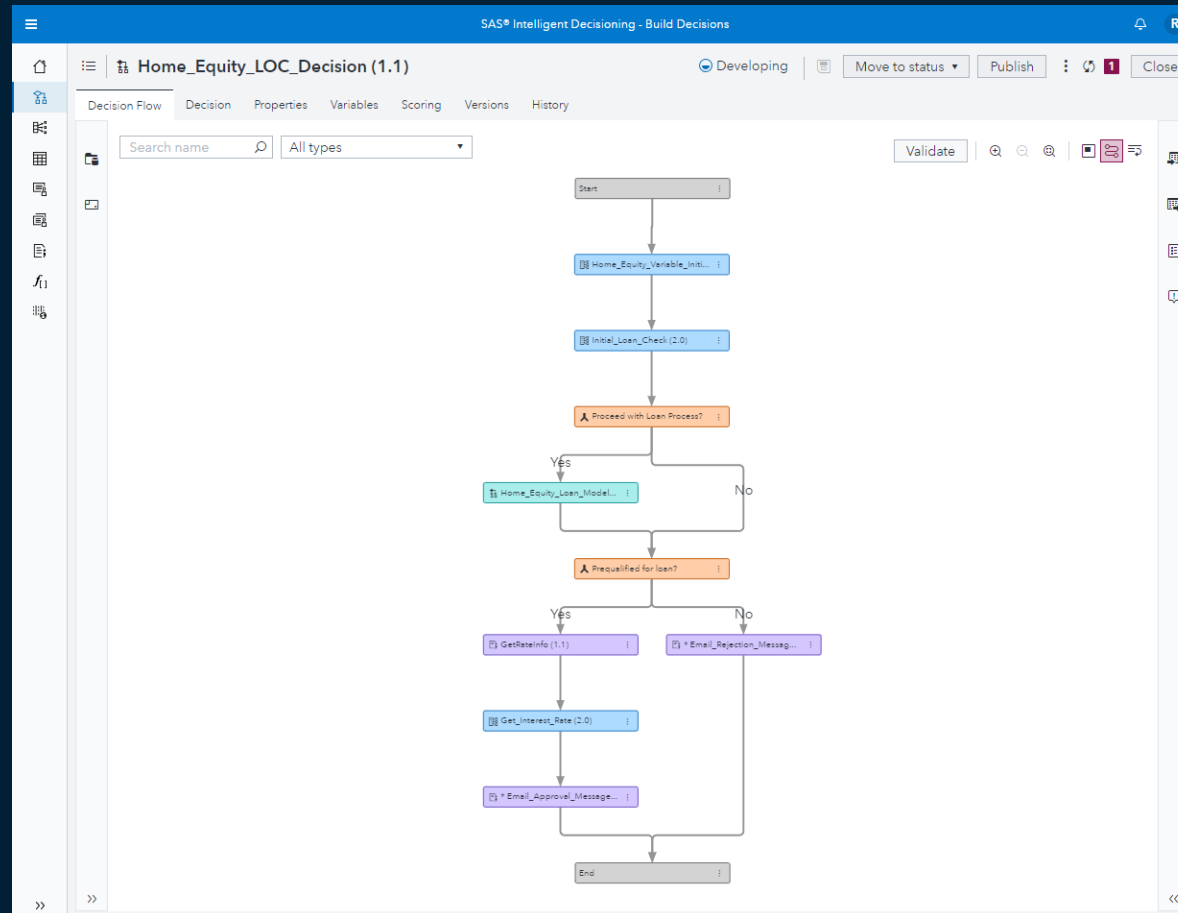 SAS® Intelligent Decisioning - Build Decisions
R
Home_Equity_LOC_Decision (1.1)
Developing
Move to status
Publish
1
Close
Decision Flow
Decision
Properties
Variables
Scoring
Versions
History
Search name
All types
Validate
Start
Home_Equity_Variable_Initi...
Initial_Loan_Check (2.0)
Proceed with Loan Process?
Yes
No
Home_Equity_Loan_Model...
Prequalified for loan?
Yes
No
GetRateInfo (1.1)
* Email_Rejection_Messag...
Get_Interest_Rate (2.0)
* Email_Approval_Message...
End